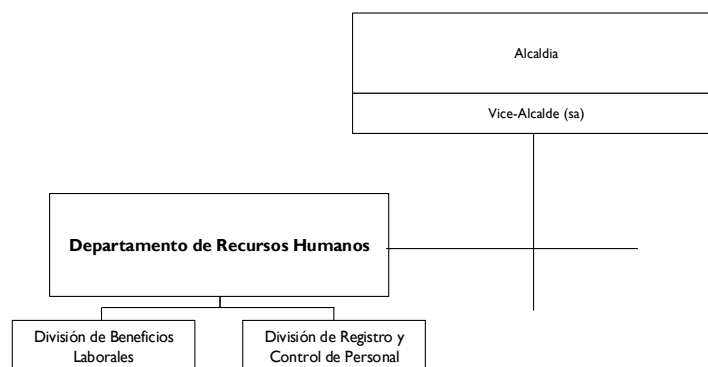 Alcaldia
Vice-Alcalde (sa)
Departamento de Recursos Humanos
División de Beneficios
Laborales
División de Registro y
Control de Personal